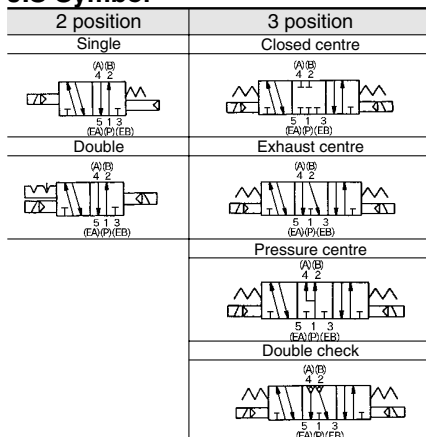 2 position
3 position
Single
Closed centre
(A)(B)
4 2
5 1 3
(EA)(P)(EB)
(A)(B)
4 2
5 1 3
(EA)(P)(EB)
Double
Exhaust centre
(A)(B)
4 2
5 1 3
(EA)(P)(EB)
(A)(B)
4 2
5 1 3
(EA)(P)(EB)
Pressure centre
(A)(B)
4 2
5 1 3
(EA)(P)(EB)
Double check
(A)(B)
4 2
5 1 3
(EA)(P)(EB)